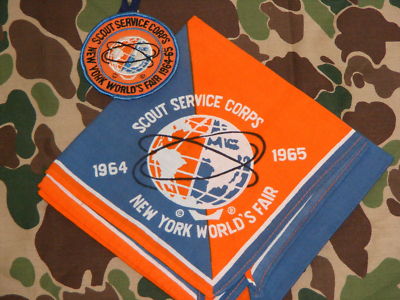 SCOUT SERVICE CORPS
NEW YORK WORLD'S FAIR 1964-65
SCOUT SERVICE CORPS
1964
1965
©
NEW YORK WORLD'S FAIR